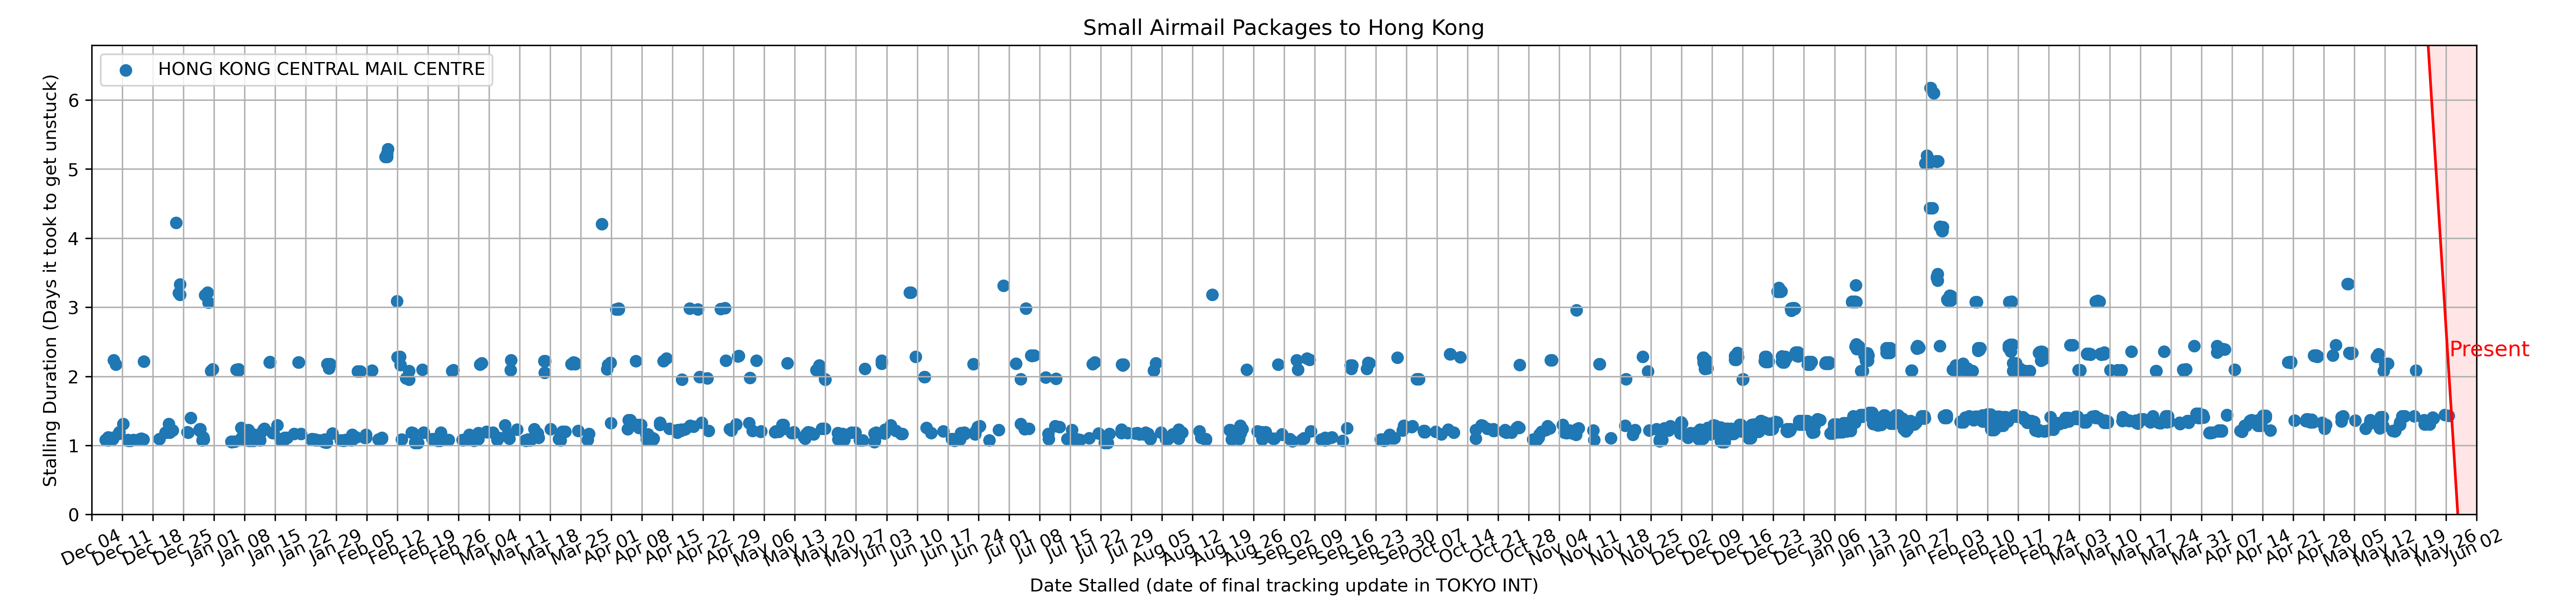 Small Airmail Packages to Hong Kong
HONG KONG CENTRAL MAIL CENTRE
Stalling Duration (Days it took to get unstuck)
6
5
4
3
2
1
0
Present
Dec 04 Dec 11 Dec 18 Dec 25 Jan 01 Jan 08 Jan 15 Jan 22 Jan 29 Feb 05 Feb 12 Feb 19 Feb 26 Mar 04 Mar 11 Mar 18 Mar 25 Apr 01 Apr 08 Apr 15 Apr 22 Apr 29 May 06 May 13 May 20 May 27 Jun 03 Jun 10 Jun 17 Jun 24 Jul 01 Jul 08 Jul 15 Jul 22 Jul 29 Aug 05 Aug 12 Aug 19 Aug 26 Sep 02 Sep 09 Sep 16 Sep 23 Sep 30 Oct 07 Oct 14 Oct 21 Oct 28 Nov 04 Nov 11 Nov 18 Nov 25 Dec 02 Dec 09 Dec 16 Dec 23 Dec 30 Jan 06 Jan 13 Jan 20 Jan 27 Feb 03 Feb 10 Feb 17 Feb 24 Mar 03 Mar 10 Mar 17 Mar 24 Mar 31 Apr 07 Apr 14 Apr 21 Apr 28 May 05 May 12 May 19 May 26 Jun 02
Date Stalled (date of final tracking update in TOKYO INT)